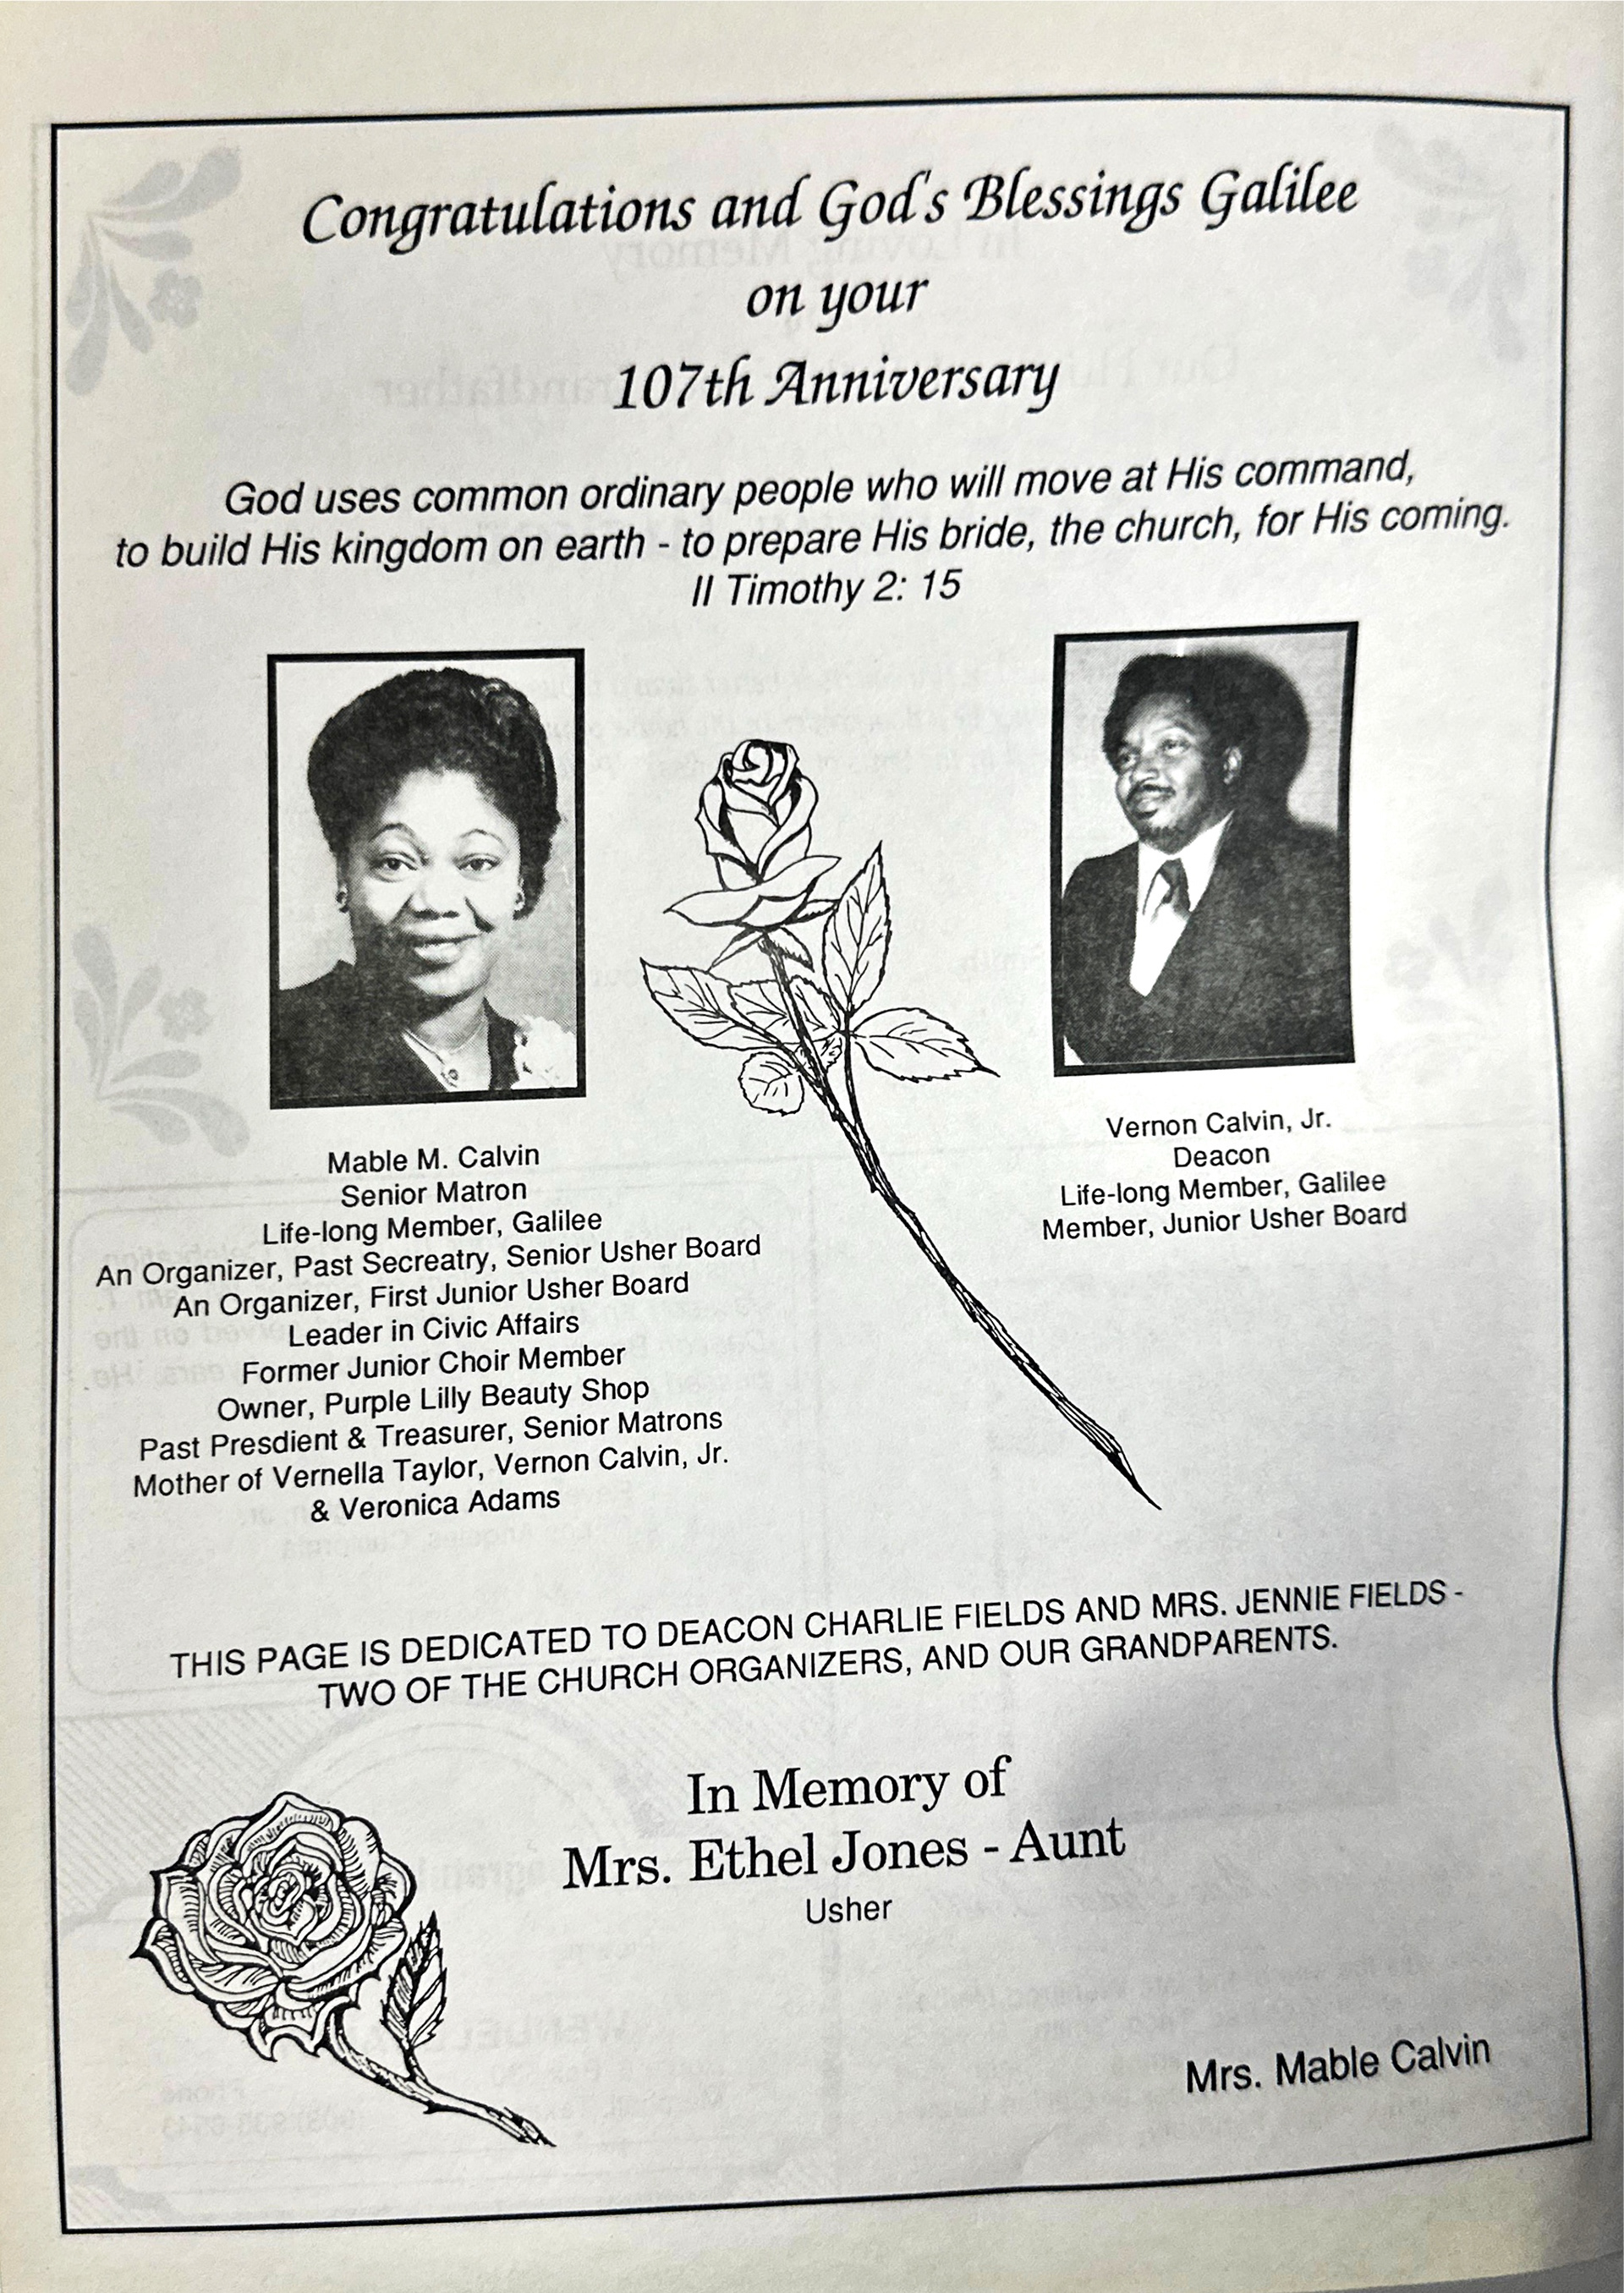 Congratulations and God's Blessings Galilee
on your
107th Anniversary
God uses common ordinary people who will move at His command,
to build His kingdom on earth - to prepare His bride, the church, for His coming.
II Timothy 2: 15
Mable M. Calvin
Senior Matron
Life-long Member, Galilee
An Organizer, Past Secreatry, Senior Usher Board
An Organizer, First Junior Usher Board
Leader in Civic Affairs
Former Junior Choir Member
Owner, Purple Lilly Beauty Shop
Past Presdient & Treasurer, Senior Matrons
Mother of Vernella Taylor, Vernon Calvin, Jr.
& Veronica Adams
Vernon Calvin, Jr.
Deacon
Life-long Member, Galilee
Member, Junior Usher Board
THIS PAGE IS DEDICATED TO DEACON CHARLIE FIELDS AND MRS. JENNIE FIELDS -
TWO OF THE CHURCH ORGANIZERS, AND OUR GRANDPARENTS.
In Memory of
Mrs. Ethel Jones - Aunt
Usher
Mrs. Mable Calvin